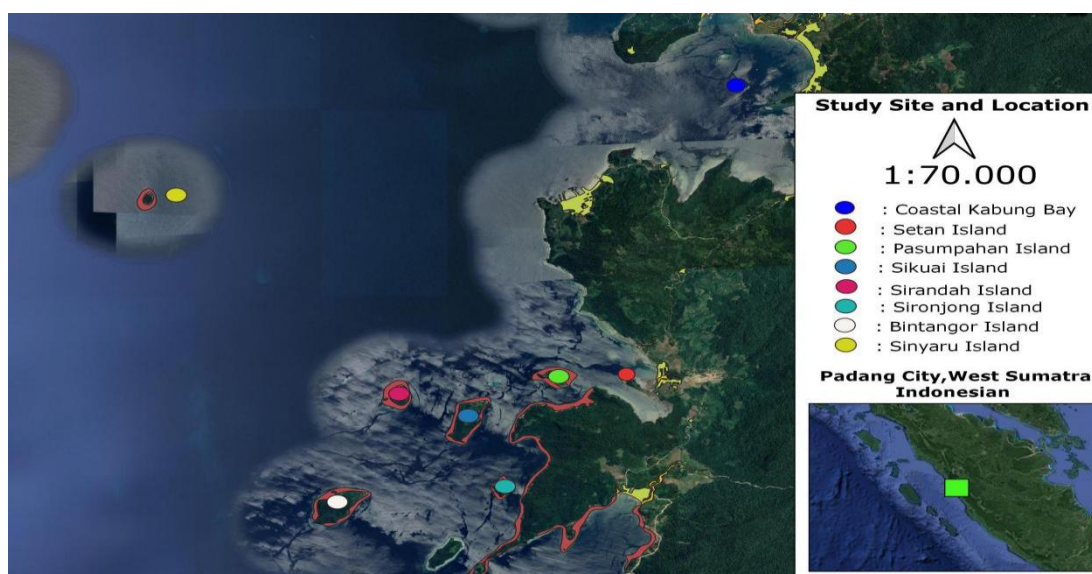 Study Site and Location
1:70.000
: Coastal Kabung Bay
: Setan Island
: Pasumpahan Island
: Sikuai Island
: Sirandah Island
: Sironjong Island
: Bintangor Island
: Sinyaru Island
Padang City,West Sumatra
Indonesian